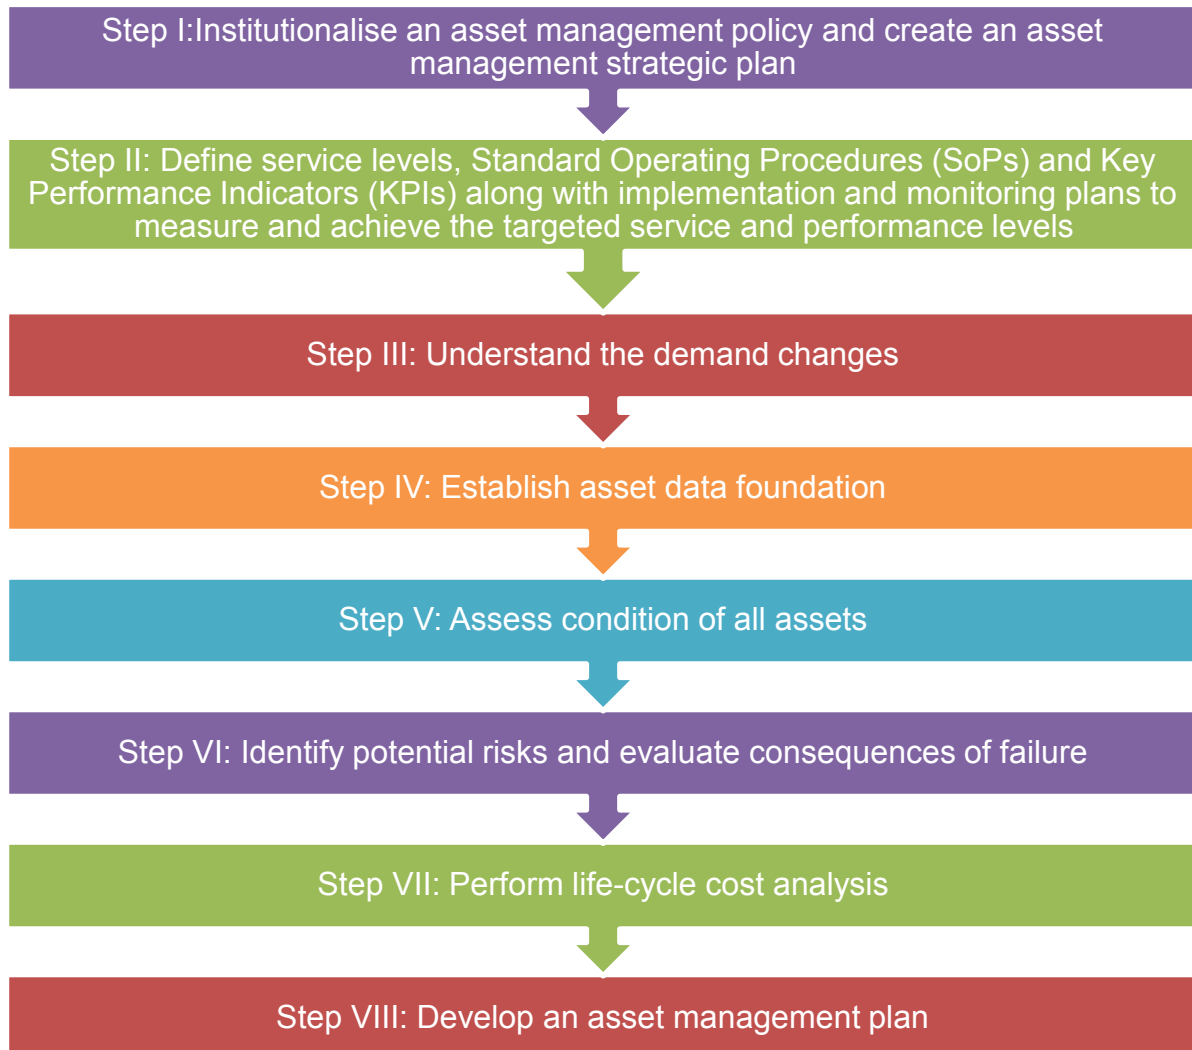 Step I:Institutionalise an asset management policy and create an asset
management strategic plan
Step II: Define service levels, Standard Operating Procedures (SoPs) and Key
Performance Indicators (KPIs) along with implementation and monitoring plans to
measure and achieve the targeted service and performance levels
Step III: Understand the demand changes
Step IV: Establish asset data foundation
Step V: Assess condition of all assets
Step VI: Identify potential risks and evaluate consequences of failure
Step VII: Perform life-cycle cost analysis
Step VIII: Develop an asset management plan